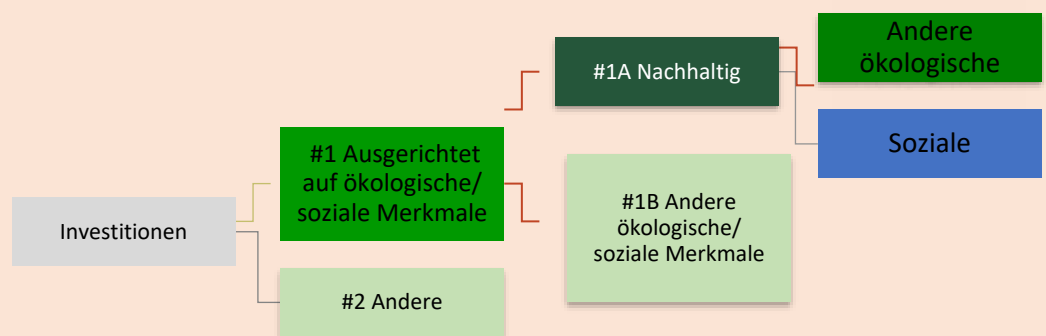 Investitionen
#1 Ausgerichtet
auf ökologische/
soziale Merkmale
#2 Andere
#1A Nachhaltig
#1B Andere
ökologische/
soziale Merkmale
Andere
ökologische
Soziale